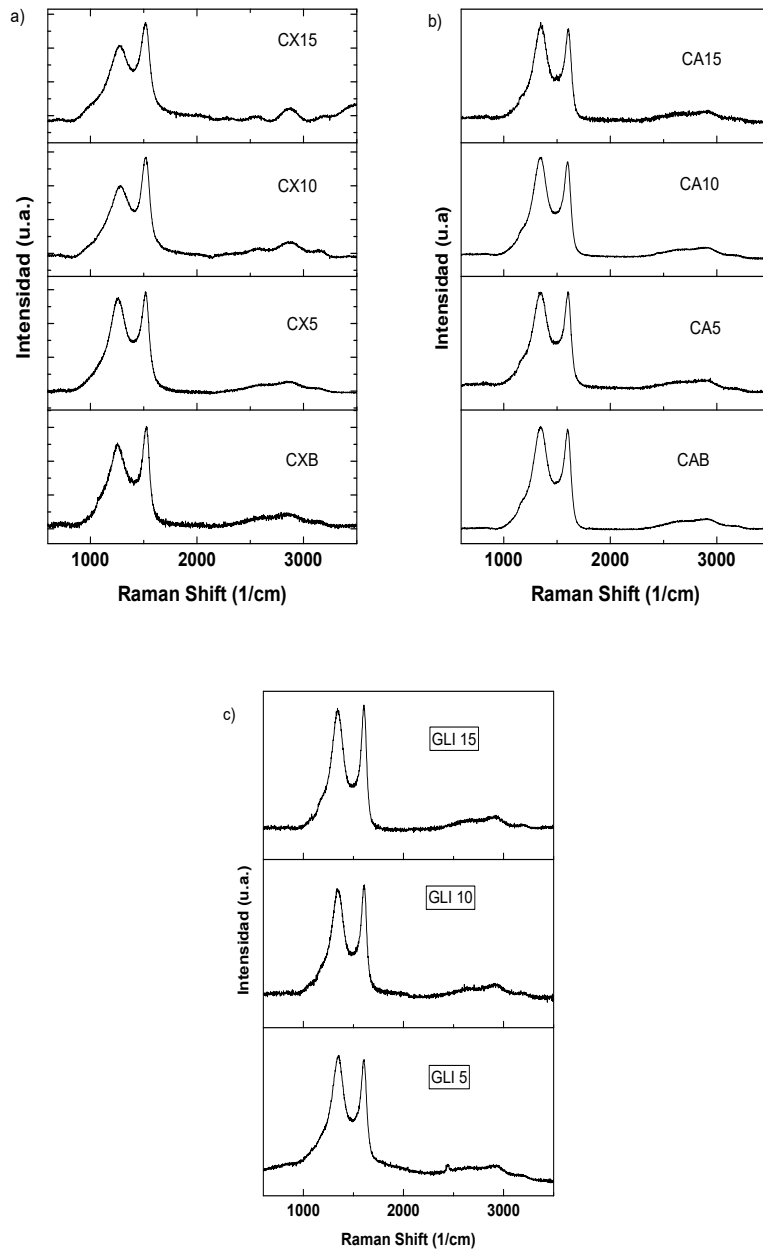 a)
CX15
CX10
CX5
CXB
Intensidad (u.a.)
1000 2000 3000
Raman Shift (1/cm)
b)
CA15
CA10
CA5
CAB
Intensidad (u.a)
1000 2000 3000
Raman Shift (1/cm)
c)
GLI 15
GLI 10
GLI 5
Intensidad (u.a.)
1000 2000 3000
Raman Shift (1/cm)